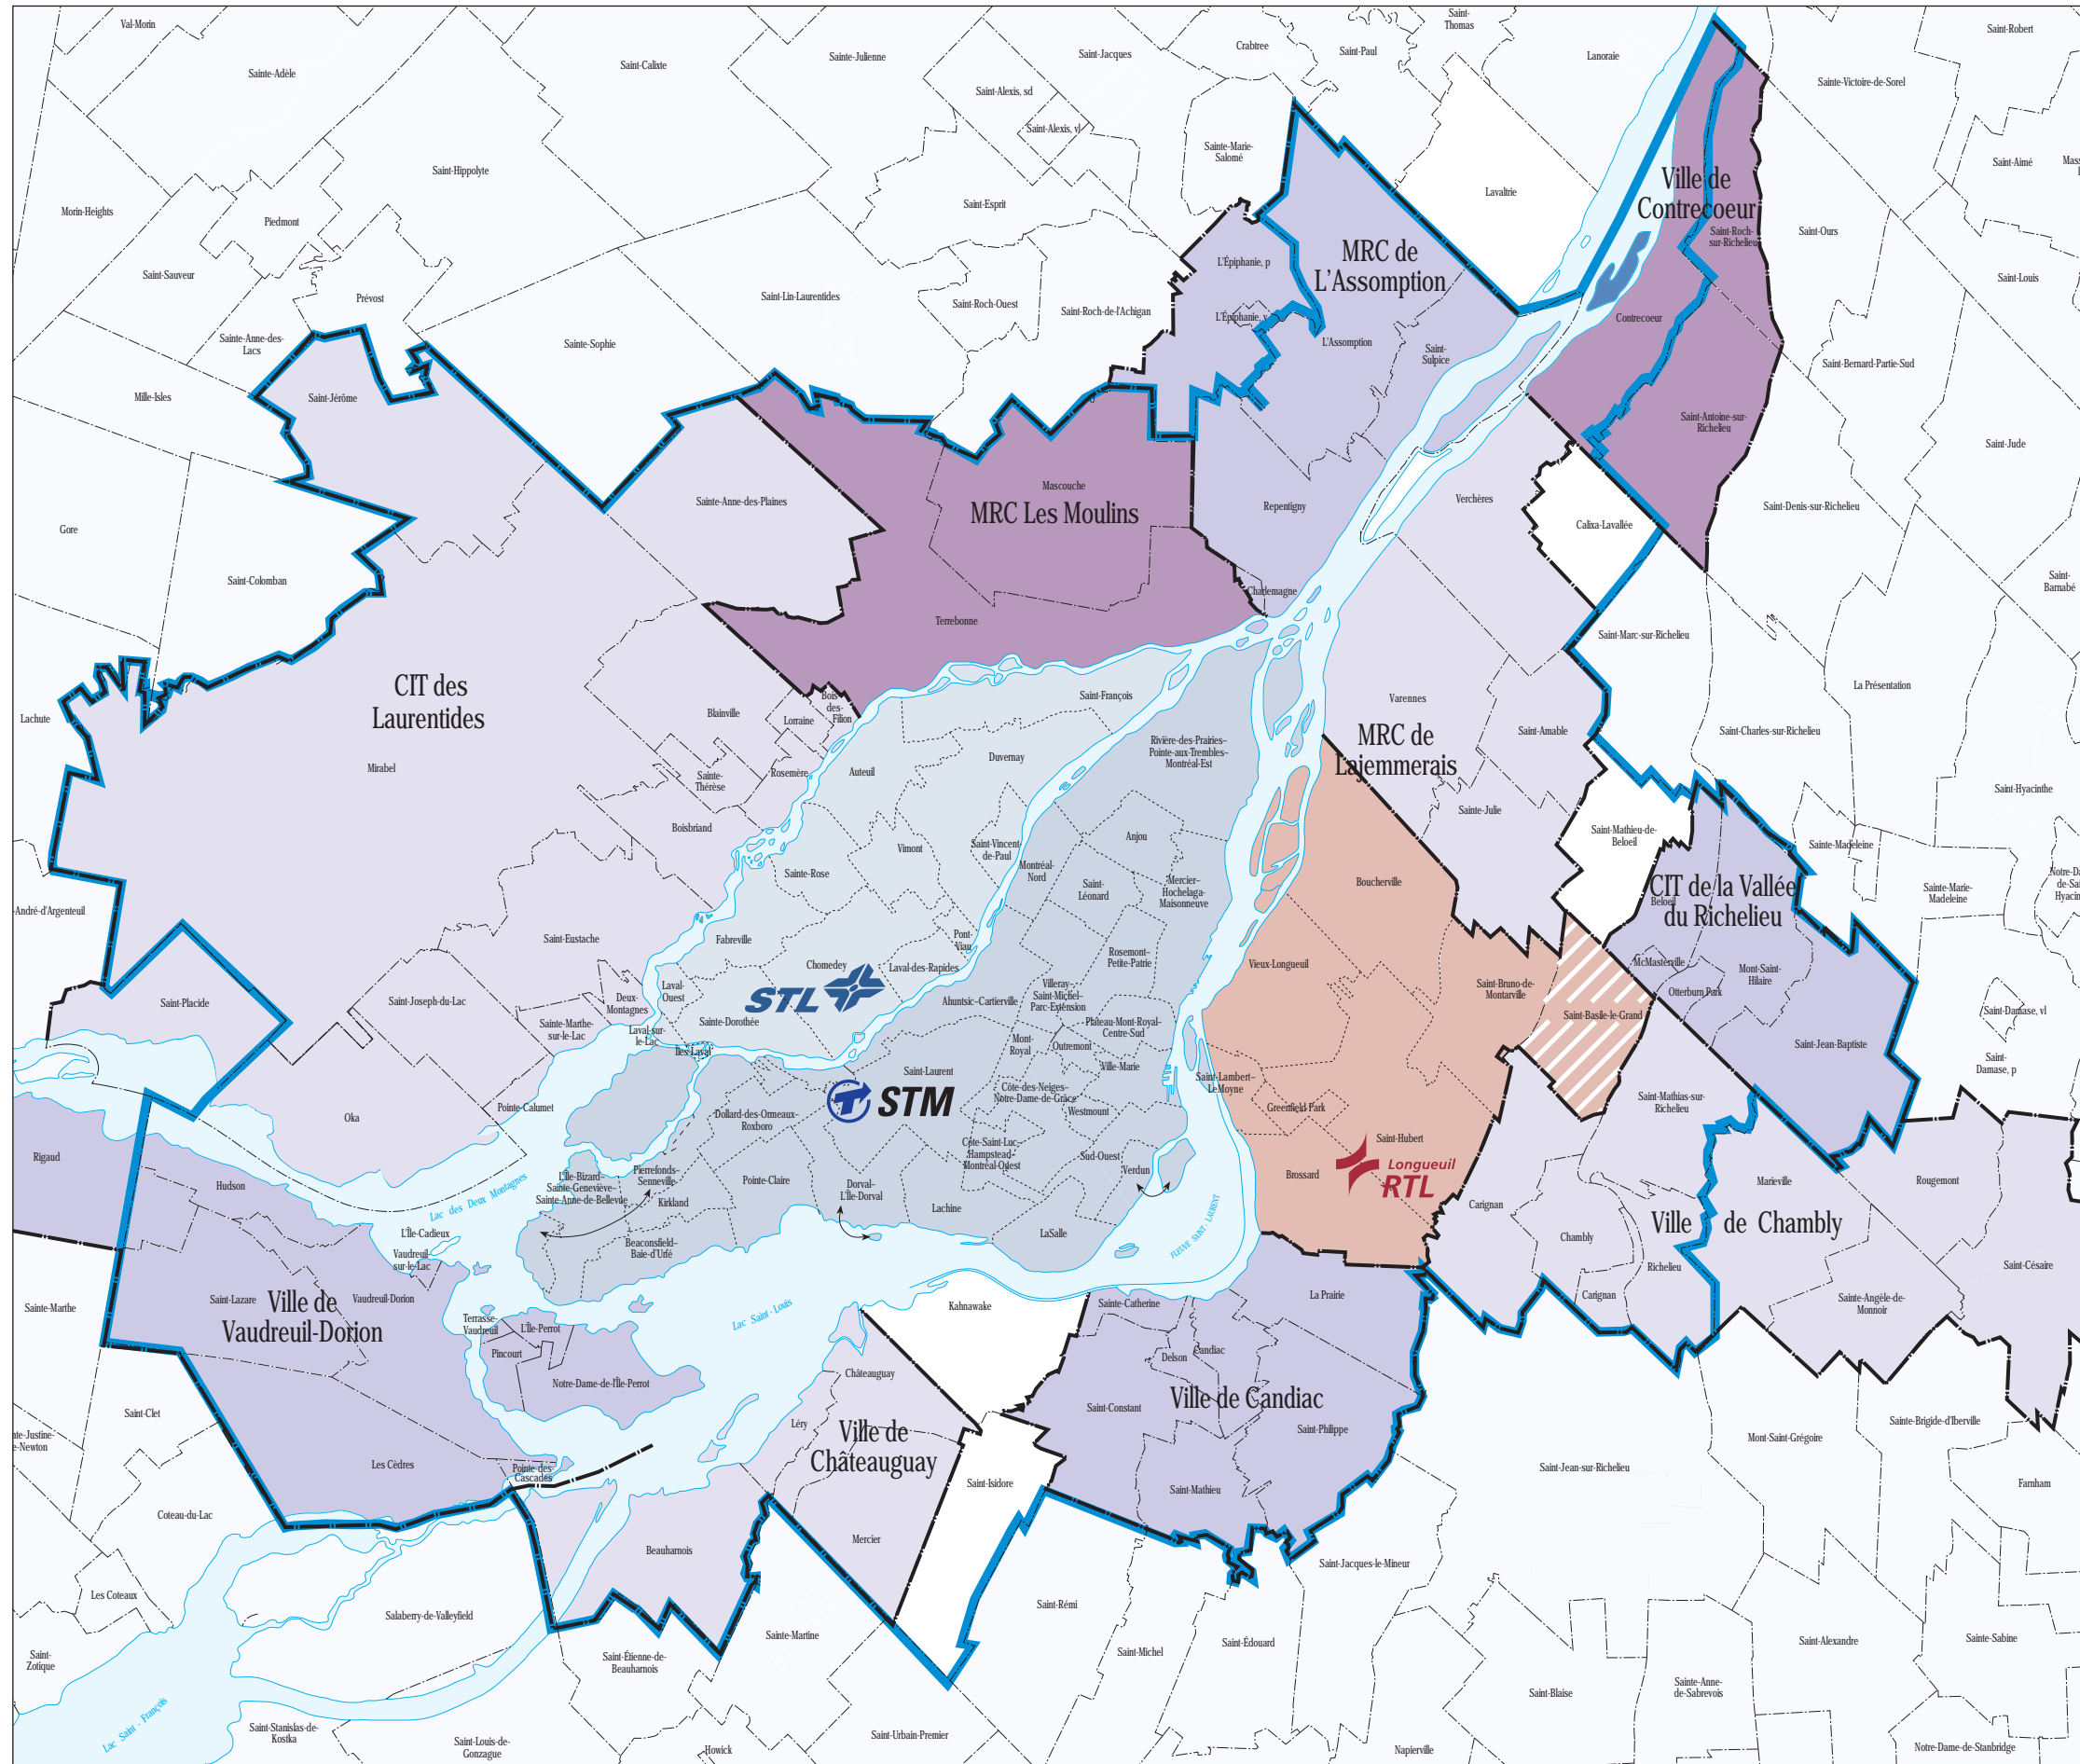 Val-Morin
Sainte-Adèle
Saint-Calixte
Sainte-Julienne
Saint-Jacques
Crabtree
Saint-Paul
Saint-
Thomas
Lanoraie
Saint-Robert
Sainte-Victoire-de-Sorel
Saint-Alexis, sd
Saint-Alexis, vl
Sainte-Marie-
Salomé
Saint-Hippolyte
Saint-Esprit
Lavaltrie
Ville de
Contrecoeur
Saint-Aimé
Mass
Morin-Heights
Piedmont
Saint-Roch-
sur-Richelieu
Saint-Ours
Saint-Louis
Saint-Sauveur
Prévost
Saint-Lin-Laurentides
Saint-Roch-Ouest
Saint-Roch-de-l'Achigan
L'Épiphanie, p
L'Épiphanie, v
MRC de
L'Assomption
L'Assomption
Saint-
Sulpice
Contrecoeur
Sainte-Anne-des-
Lacs
Sainte-Sophie
Saint-Bernard-Partie-Sud
Mille-Isles
Saint-Jérôme
Saint-Antoine-sur-
Richelieu
Saint-Jude
Gore
Sainte-Anne-des-Plaines
Mascouche
MRC Les Moulins
Repentigny
Verchères
Calixa-Lavallée
Saint-Denis-sur-Richelieu
Saint-Colomban
Terrebonne
Charlemagne
Saint-Marc-sur-Richelieu
Saint-
Barnabé
CIT des
Laurentides
Lachute
Mirabel
Blainville
Lorraine
Bois-
des-
Filion
Saint-François
Varennes
MRC de
Lajemmerais
Saint-Amable
La Présentation
Saint-Charles-sur-Richelieu
Sainte-
Thérèse
Rosemère
Auteuil
Duvernay
Rivière-des-Prairies–
Pointe-aux-Trembles–
Montréal-Est
Sainte-Julie
Saint-Hyacinthe
Boisbriand
Vimont
Saint-Vincent-
de-Paul
Anjou
Saint-Mathieu-de-
Beloeil
Sainte-Madeleine
Sainte-Rose
Montréal-
Nord
Saint-
Léonard
Mercier–
Hochelaga-
Maisonneuve
Boucherville
CIT de la Vallée
du Richelieu
Beloeil
Sainte-Marie-
Madeleine
Notre-Da
de-Sai
Hyacin
-André-d'Argenteuil
Saint-Eustache
Fabreville
Pont-
Viau
Chomedey
Laval-des-Rapides
Rosemont–
Petite-Patrie
Vieux-Longueuil
Saint-Bruno-de-
Montarville
McMasterville
Otterburn Park
Mont-Saint-
Hilaire
Saint-Placide
Saint-Joseph-du-Lac
Deux-
Montagnes
Laval-
Ouest
STL
Ahuntsic–Cartierville
Villeray–
Saint-Michel–
Parc-Extension
Saint-Basile-le-Grand
Saint-Damase, vl
Sainte-Marthe-
sur-le-Lac
Laval-sur-
le-Lac
Sainte-Dorothée
Îles Laval
Mont-
Royal
Outremont
Plateau-Mont-Royal–
Centre-Sud
Saint-Jean-Baptiste
Saint-
Damase, p
Ville-Marie
Saint-Laurent
Saint-Lambert–
LeMoyne
Oka
Pointe-Calumet
Dollard-des-Ormeaux–
Roxboro
STM
Côte-des-Neiges–
Notre-Dame-de-Grâce
Westmount
Greenfield Park
Saint-Mathias-sur-
Richelieu
Rigaud
Hudson
Lac des Deux Montagnes
L'Île-Bizard–
Sainte-Geneviève–
Sainte-Anne-de-Bellevue
Pierrefonds–
Senneville
Kirkland
Pointe-Claire
Dorval–
L'Île-Dorval
Côte-Saint-Luc–
Hampstead–
Montréal-Ouest
Sud-Ouest
Verdun
Saint-Hubert
Brossard
Longueuil
RTL
Marieville
Rougemont
Lachine
LaSalle
FLEUVE SAINT-LAURENT
Carignan
Ville de Chambly
L'Île-Cadieux
Vaudreuil-
sur-le-Lac
Beaconsfield–
Baie-d'Urfé
Chambly
Richelieu
Saint-Césaire
Sainte-Marthe
Saint-Lazare
Vaudreuil-Dorion
Ville de
Vaudreuil-Dorion
Terrasse-
Vaudreuil
L'Île-Perrot
Pincourt
Lac Saint-Louis
Kahnawake
Sainte-Catherine
La Prairie
Carignan
Sainte-Angèle-de-
Monnoir
Notre-Dame-de-l'Île-Perrot
Châteauguay
Delson
Candiac
Ville de Candiac
Saint-Clet
Léry
Ville de
Châteauguay
Saint-Constant
Saint-Philippe
Mont-Saint-Grégoire
Sainte-Brigide-d'Iberville
nte-Justine-
e-Newton
Les Cèdres
Pointe-des-
Cascades
Saint-Isidore
Saint-Mathieu
Saint-Jean-sur-Richelieu
Farnham
Coteau-du-Lac
Beauharnois
Mercier
Saint-Jacques-le-Mineur
Les Coteaux
Salaberry-de-Valleyfield
Saint-Rémi
Saint-
Zotique
Saint-Étienne-de-
Beauharnois
Sainte-Martine
Saint-Michel
Saint-Édouard
Saint-Alexandre
Sainte-Sabine
Lac Saint-François
Saint-Stanislas-de-
Kostka
Saint-Louis-de-
Gonzague
Howick
Saint-Urbain-Premier
Saint-Blaise
Sainte-Anne-
de-Sabrevois
Napierville
Notre-Dame-de-Stanbridge